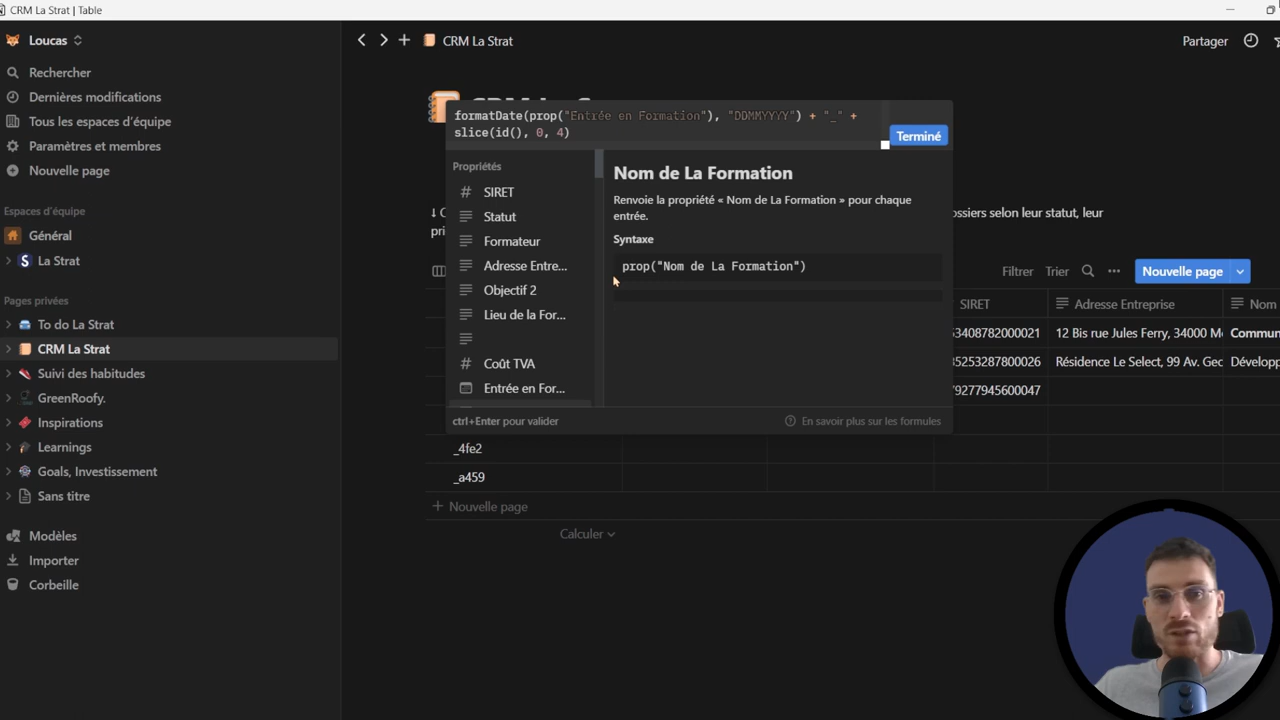 CRM La Strat | Table
Loucas
Rechercher
Dernières modifications
Tous les espaces d'équipe
Paramètres et membres
Nouvelle page
Espaces d'équipe
Général
La Strat
Pages privées
To do La Strat
CRM La Strat
Suivi des habitudes
GreenRoofy.
Inspirations
Learnings
Goals, Investissement
Sans titre
Modèles
Importer
Corbeille
CRM La Strat
Partager
formatDate(prop("Entrée en Formation"), "DDMMYYYY") + "_" +
slice(id(), 0, 4)
Terminé
Propriétés
SIRET
Statut
Formateur
Adresse Entre...
Objectif 2
Lieu de la For...
Coût TVA
Entrée en For...
Nom de La Formation
Renvoie la propriété « Nom de La Formation » pour chaque
entrée.
Syntaxe
prop("Nom de La Formation")
ctrl+Enter pour valider
En savoir plus sur les formules
ossiers selon leur statut, leur
pri
Filtrer Trier
Nouvelle page
SIRET Adresse Entreprise Nom
53408782000021 12 Bis rue Jules Ferry, 34000 M Commun
35253287800026 Résidence Le Select, 99 Av. Geo Développ
79277945600047
_4fe2
_a459
+ Nouvelle page
Calculer